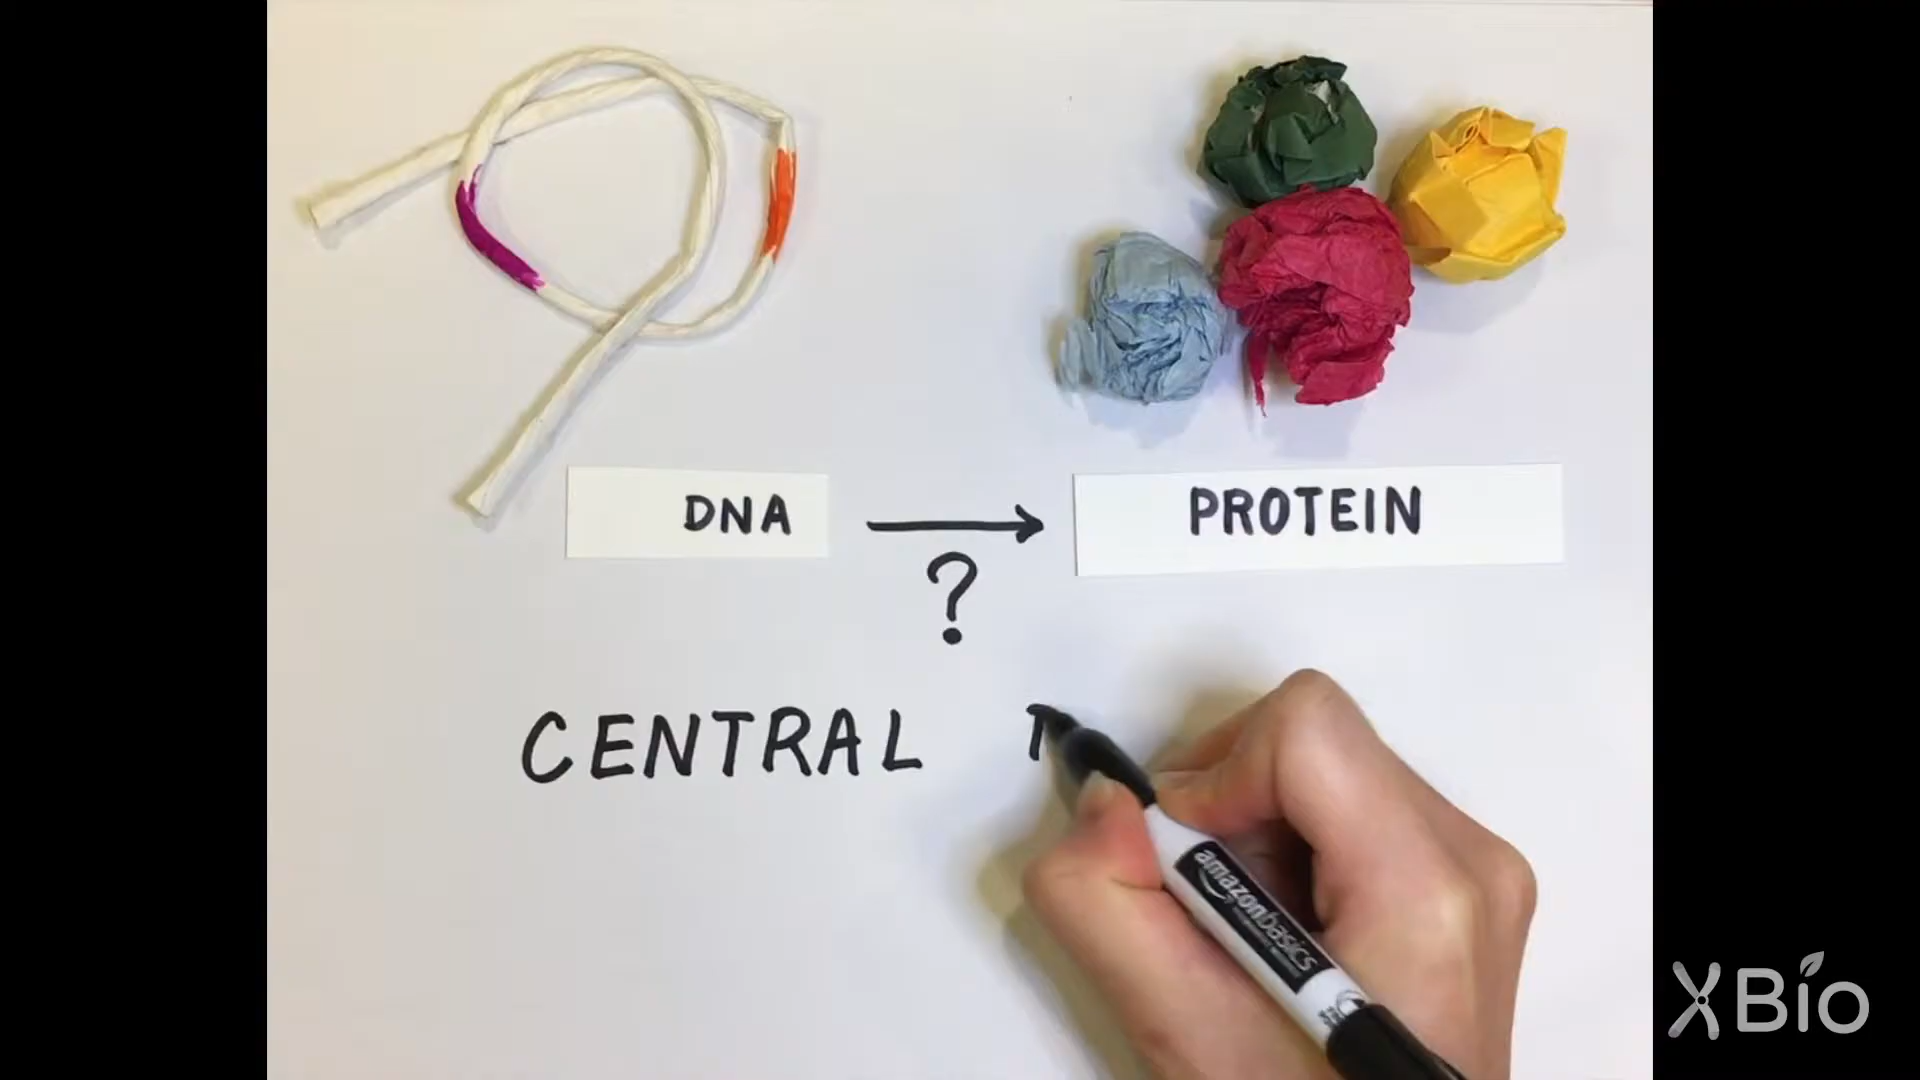 DNA → PROTEIN
?
CENTRAL
amazonbasics
XBio